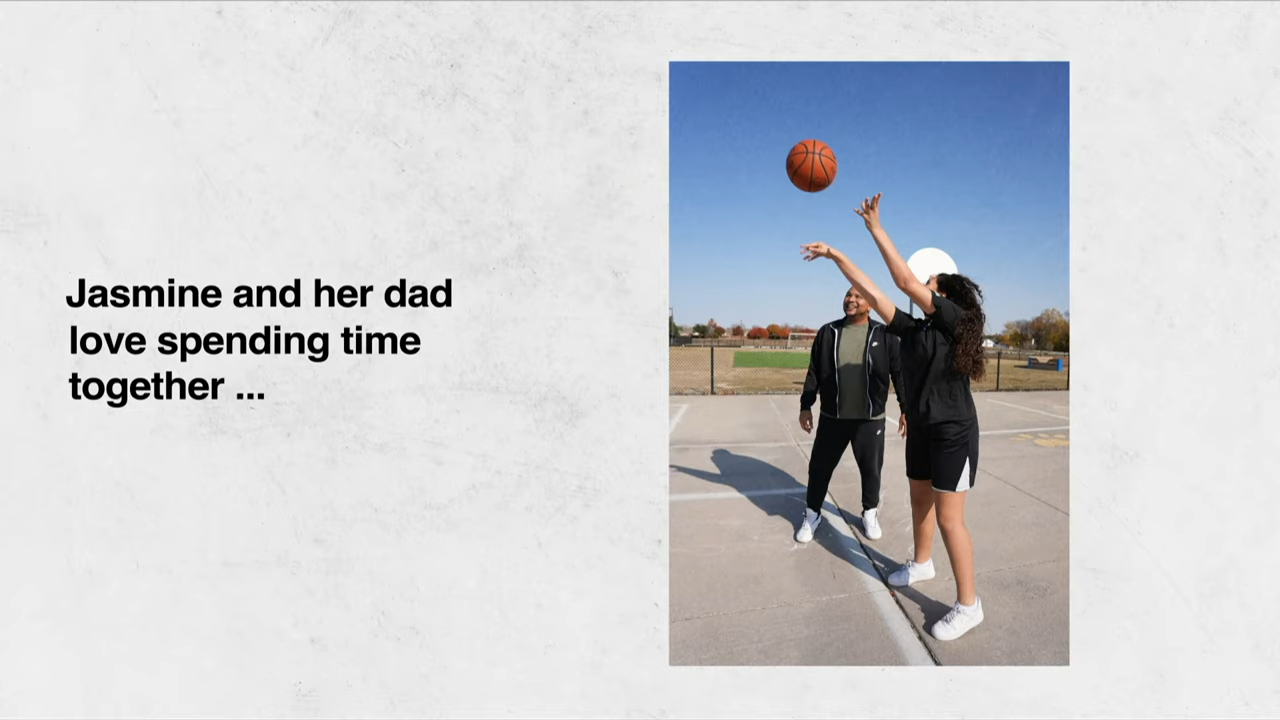 Jasmine and her dad
love spending time
together ...